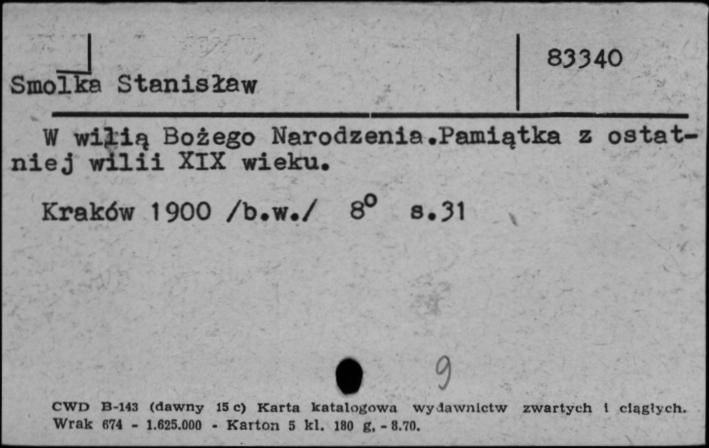 83340
Smolka Stanisław
W wilią Bożego Narodzenia.Pamiątka z ostat-
niej wilii XIX wieku.
Kraków 1900 /b.w./ 8° s.31
9
CWD B-143 (dawny 15 c) Karta katalogowa wydawnictw zwartych i ciągłych.
Wrak 674 - 1.625.000 - Karton 5 kl. 180 g. - 8.70.